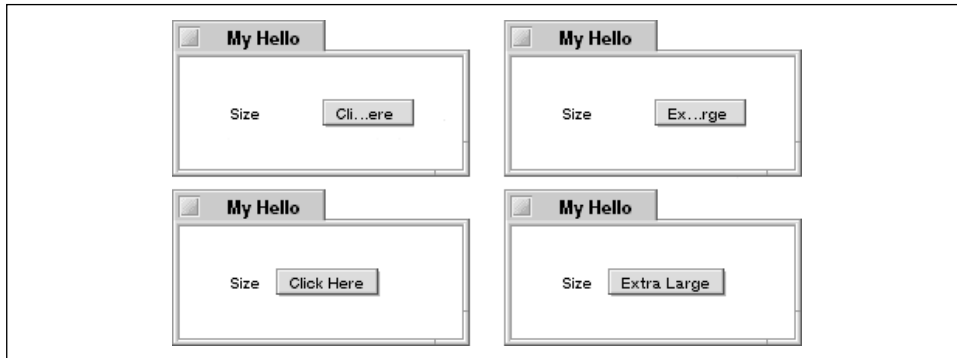 My Hello
Size Cli...ere
My Hello
Size Ex...rge
My Hello
Size Click Here
My Hello
Size Extra Large